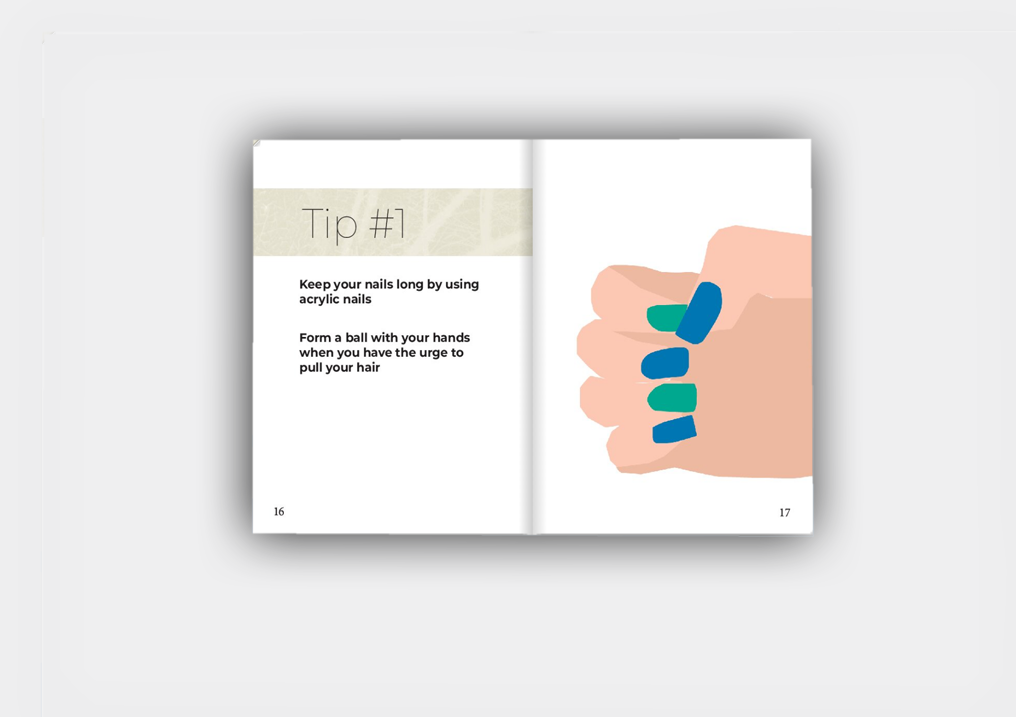 Tip #1
Keep your nails long by using
acrylic nails
Form a ball with your hands
when you have the urge to
pull your hair
16
17